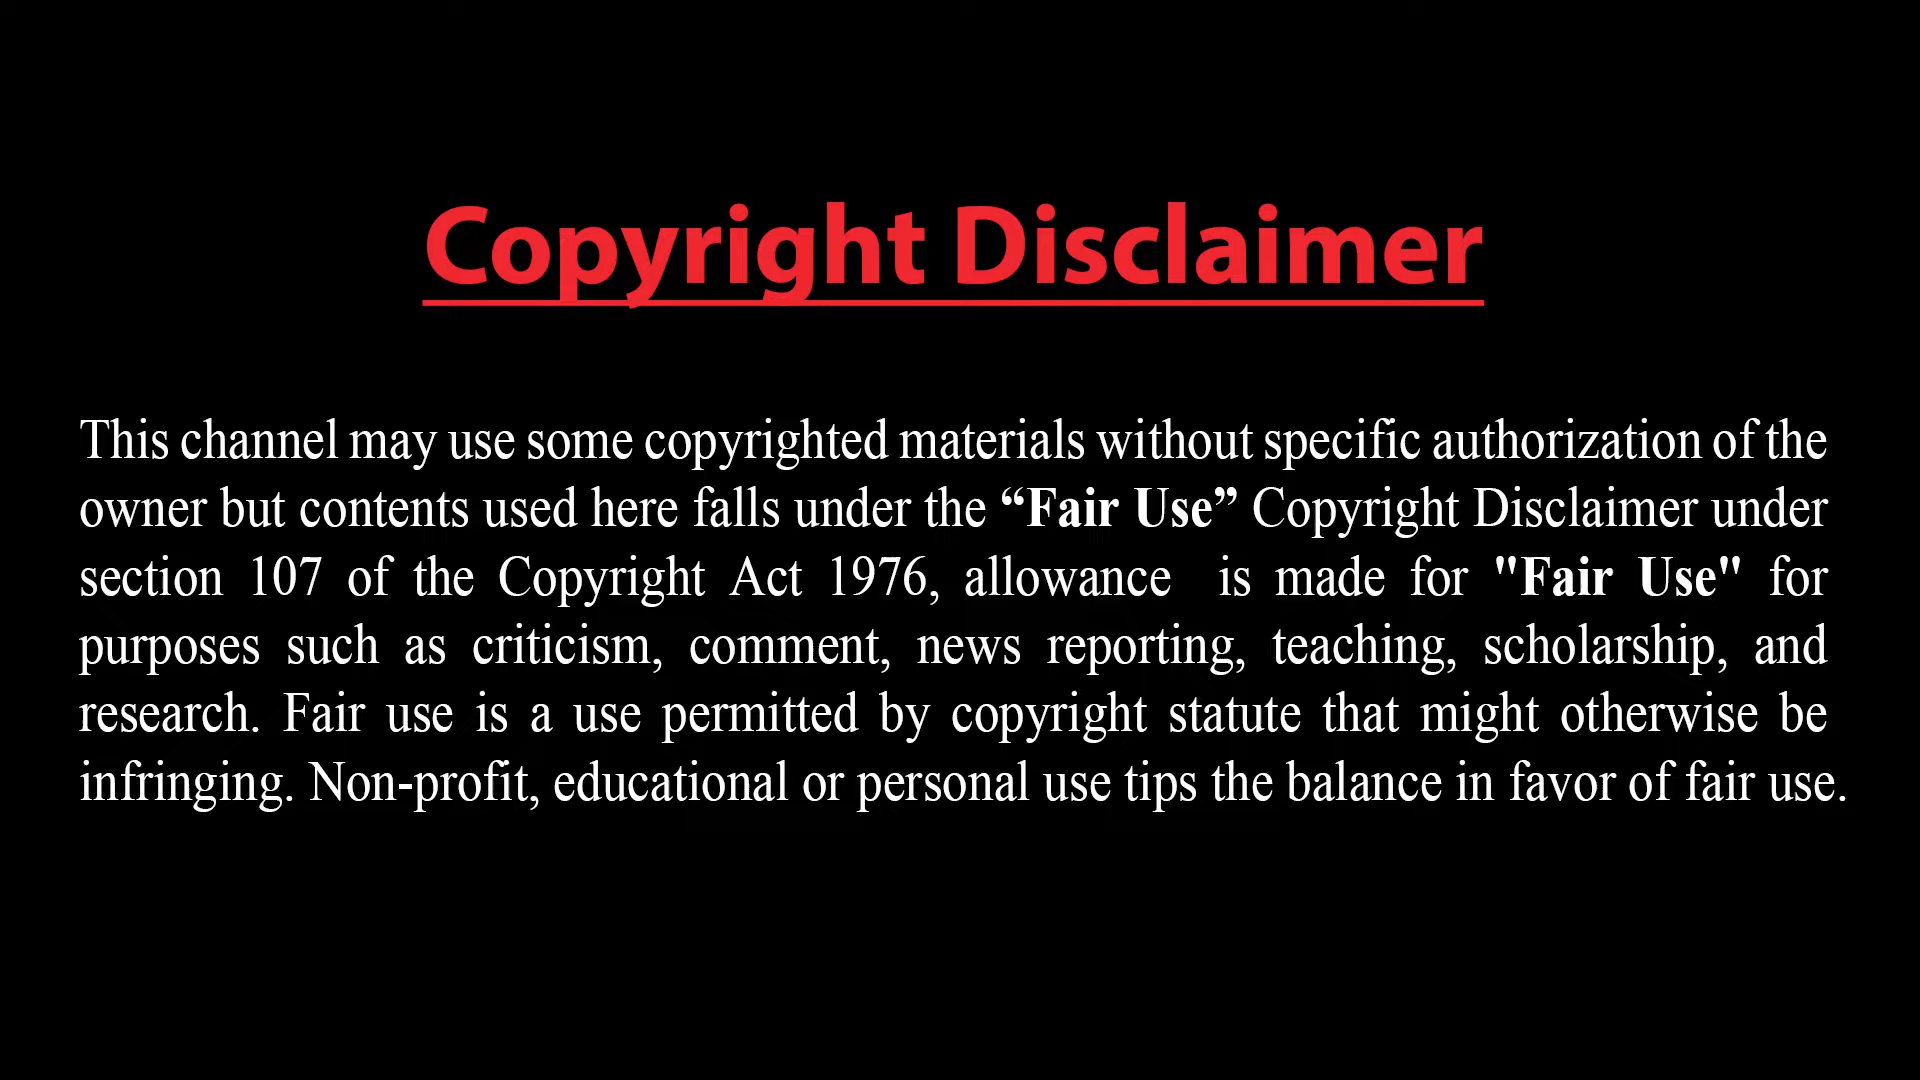 Copyright Disclaimer
This channel may use some copyrighted materials without specific authorization of the
owner but contents used here falls under the “Fair Use” Copyright Disclaimer under
section 107 of the Copyright Act 1976, allowance is made for "Fair Use" for
purposes such as criticism, comment, news reporting, teaching, scholarship, and
research. Fair use is a use permitted by copyright statute that might otherwise be
infringing. Non-profit, educational or personal use tips the balance in favor of fair use.